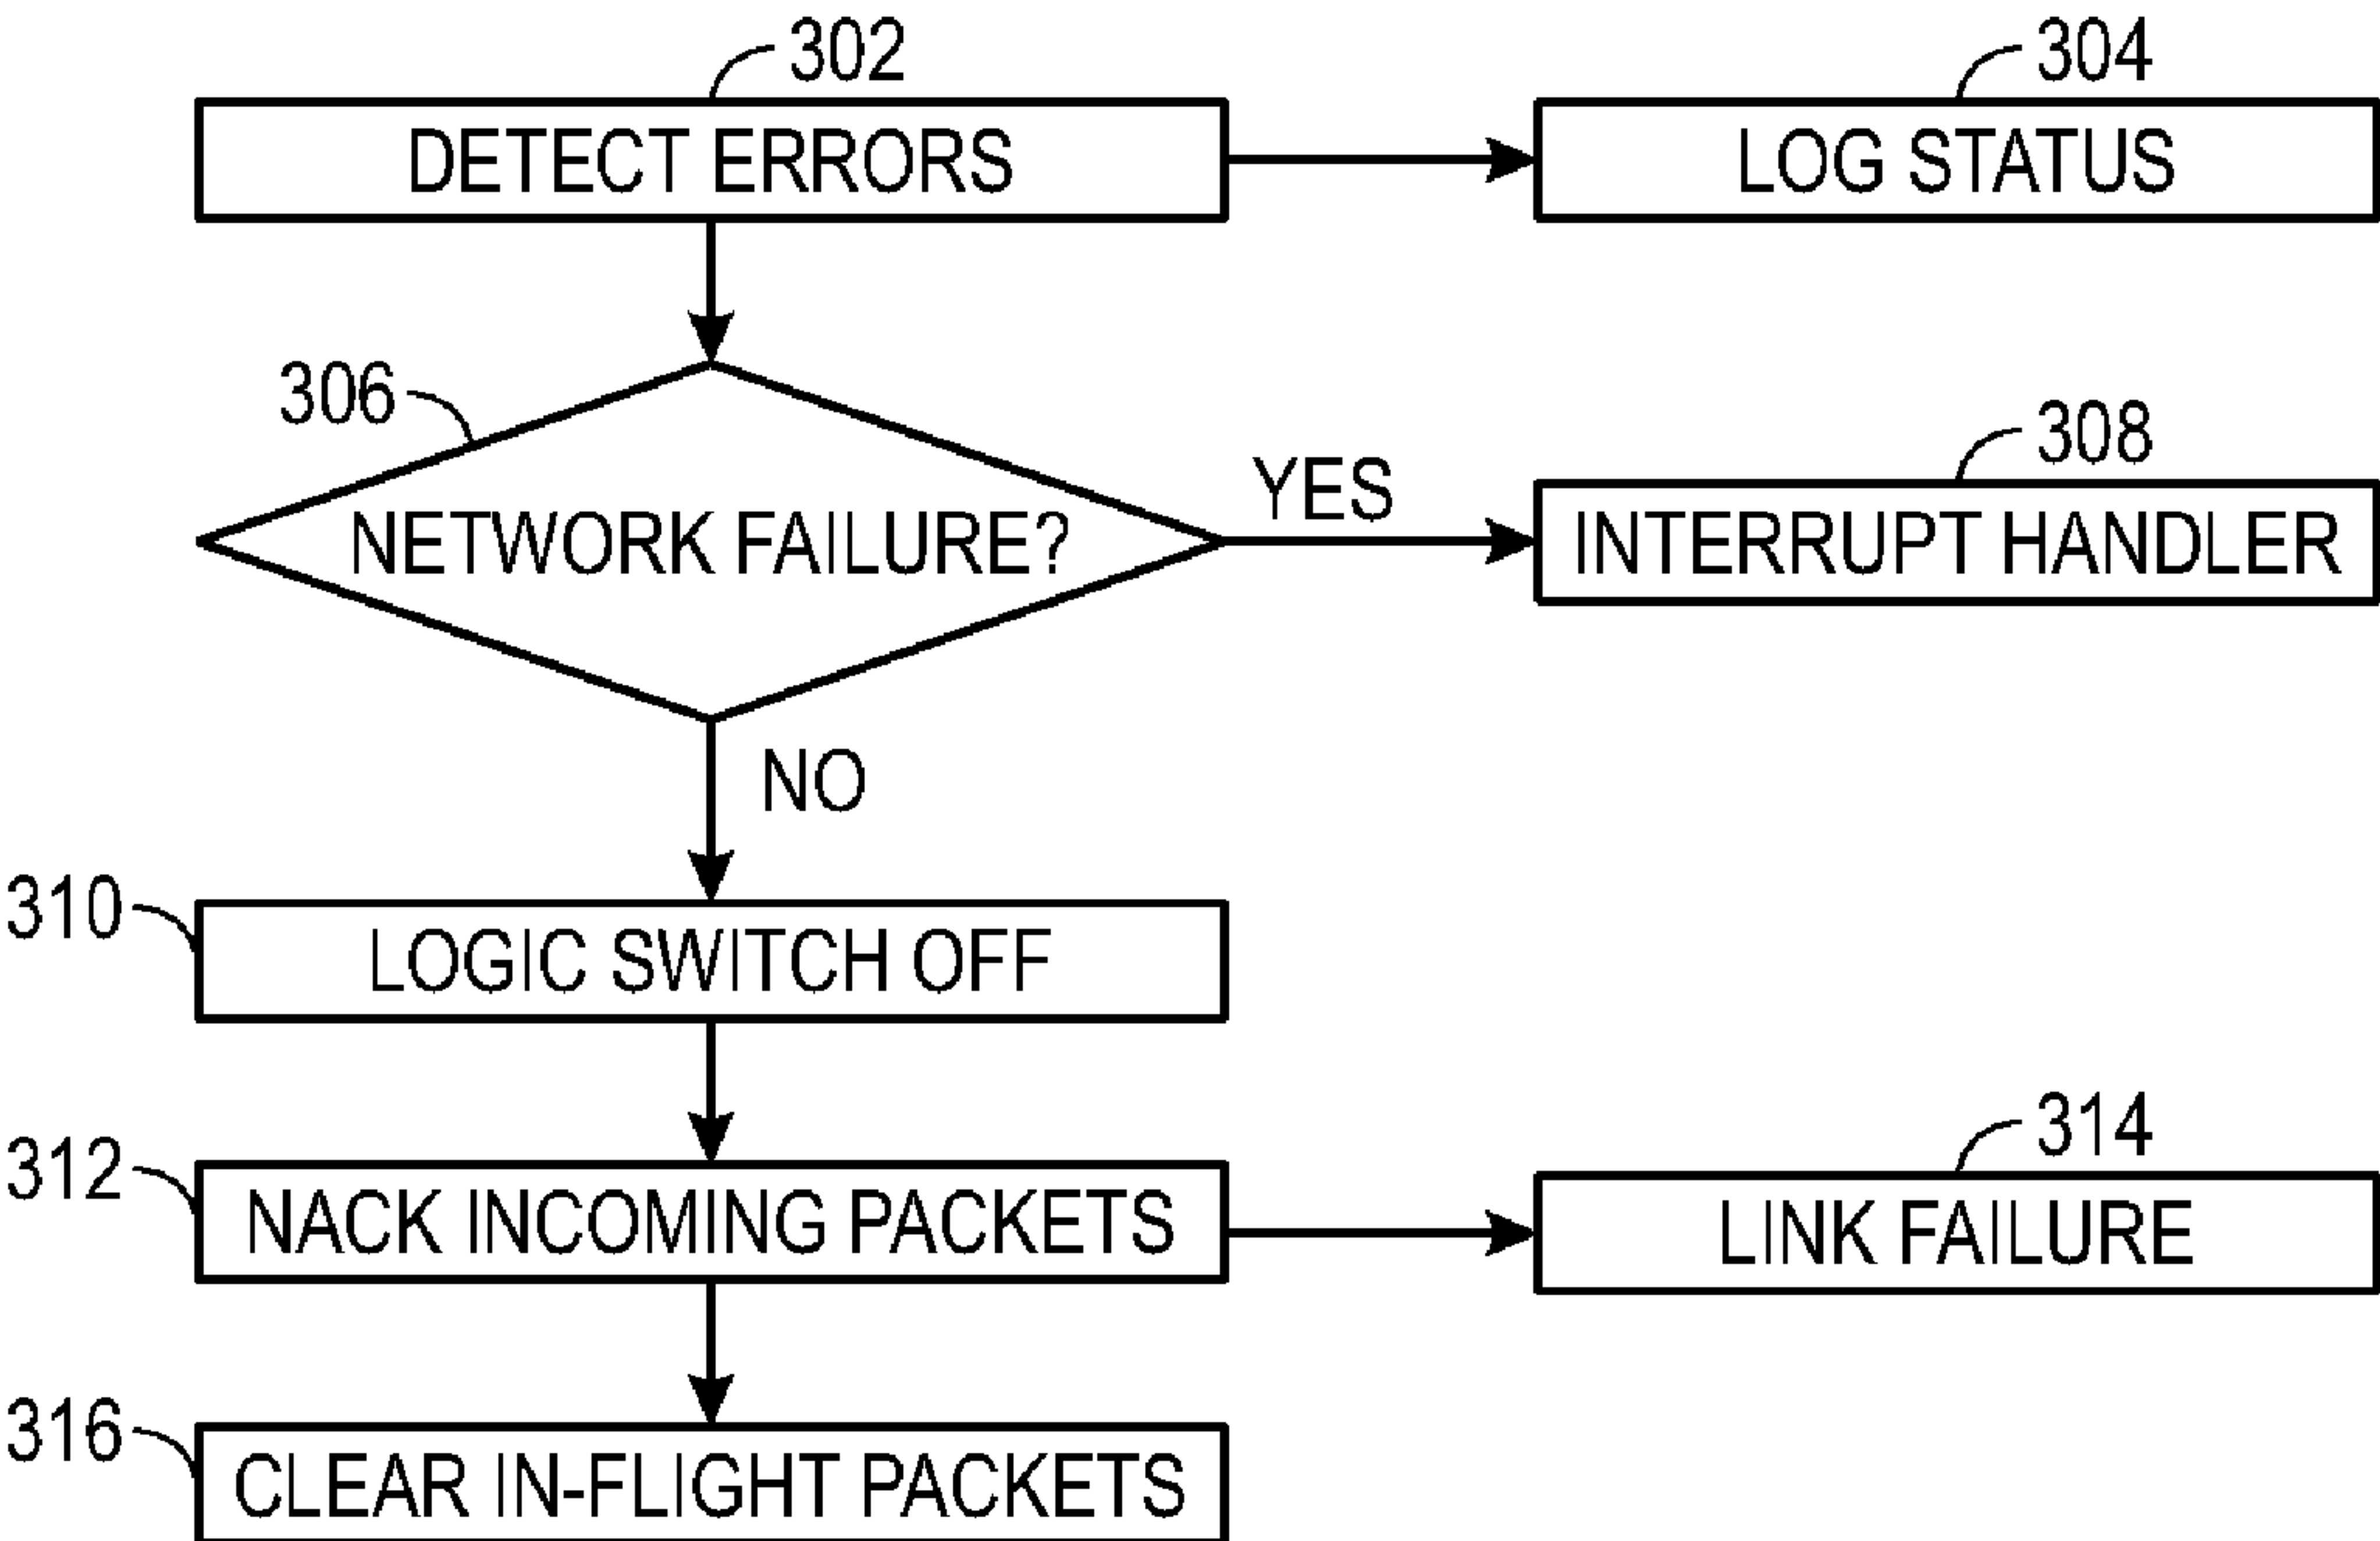 302
304
DETECT ERRORS
LOG STATUS
306
308
NETWORK FAILURE?
YES
INTERRUPT HANDLER
NO
310
LOGIC SWITCH OFF
312
314
NACK INCOMING PACKETS
LINK FAILURE
316
CLEAR IN-FLIGHT PACKETS